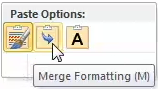 Paste Options:
A
Merge Formatting (M)